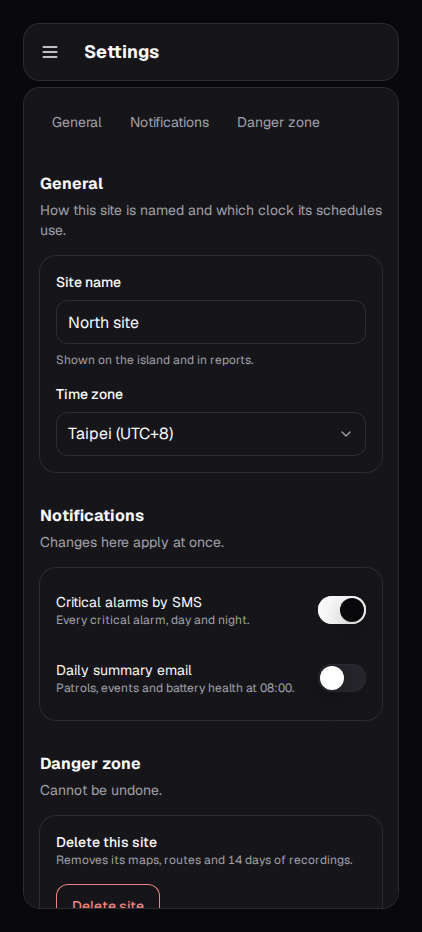 Settings
General Notifications Danger zone
General
How this site is named and which clock its schedules
use.
Site name
North site
Shown on the island and in reports.
Time zone
Taipei (UTC+8)
Notifications
Changes here apply at once.
Critical alarms by SMS
Every critical alarm, day and night.
Daily summary email
Patrols, events and battery health at 08:00.
Danger zone
Cannot be undone.
Delete this site
Removes its maps, routes and 14 days of recordings.
Delete site